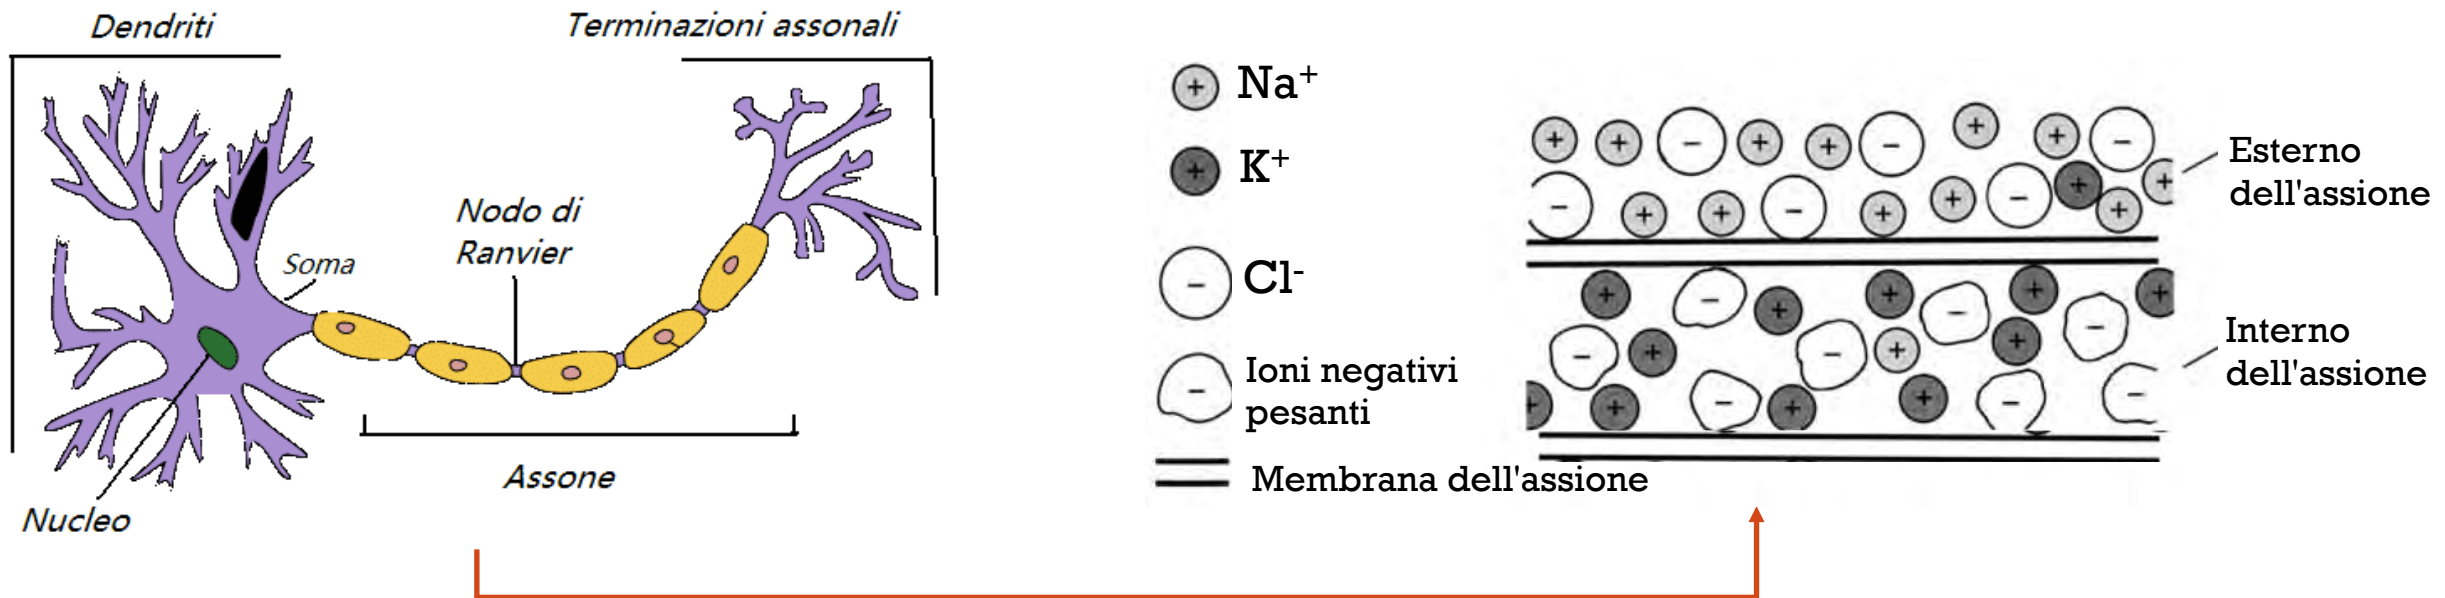 Dendriti
Terminazioni assonali
Soma
Nodo di
Ranvier
Assone
Nucleo
Na⁺
K⁺
Cl⁻
Ioni negativi
pesanti
Membrana dell'assione
Esterno
dell'assione
Interno
dell'assione